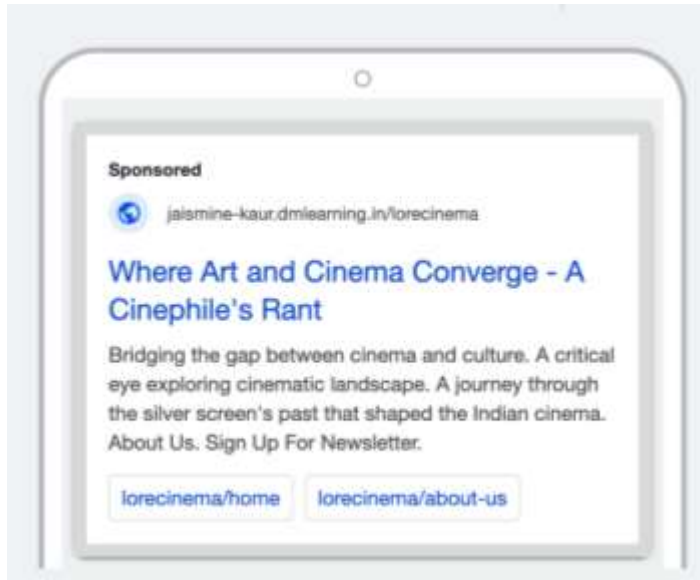 Sponsored
jaismine-kaur.dmlearning.in/lorecinema
Where Art and Cinema Converge - A
Cinephile's Rant
Bridging the gap between cinema and culture. A critical
eye exploring cinematic landscape. A journey through
the silver screen's past that shaped the Indian cinema.
About Us. Sign Up For Newsletter.
lorecinema/home
lorecinema/about-us